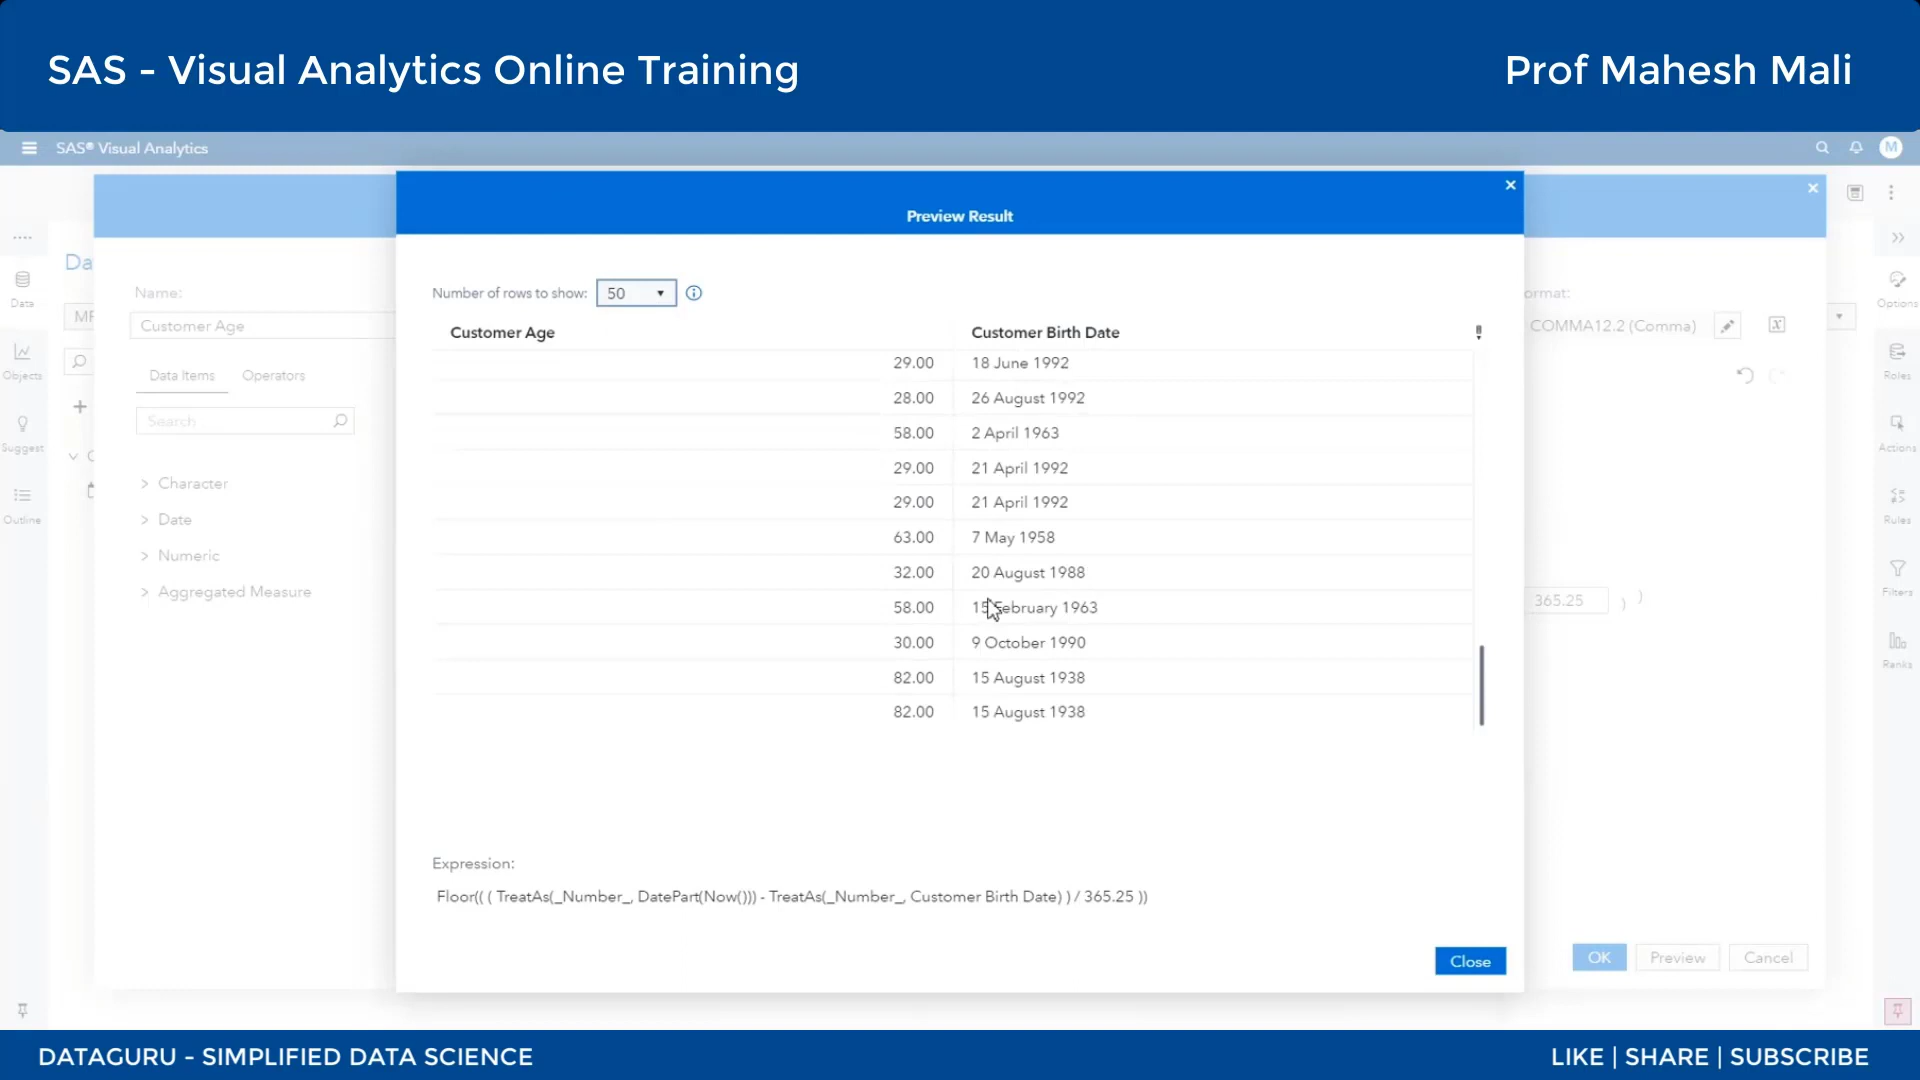 SAS - Visual Analytics Online Training
Prof Mahesh Mali
SAS® Visual Analytics
M
Preview Result
Da
Data
Objects
Suggest
Outline
Name:
Customer Age
Data Items
Operators
Search
Character
Date
Numeric
Aggregated Measure
Number of rows to show:
50
Customer Age
Customer Birth Date
29.00
18 June 1992
28.00
26 August 1992
58.00
2 April 1963
29.00
21 April 1992
29.00
21 April 1992
63.00
7 May 1958
32.00
20 August 1988
58.00
15 February 1963
30.00
9 October 1990
82.00
15 August 1938
82.00
15 August 1938
Expression:
Floor(( ( TreatAs(_Number_, DatePart(Now())) - TreatAs(_Number_, Customer Birth Date) ) / 365.25 ))
Close
ormat:
COMMA12.2 (Comma)
365.25
) )
OK
Preview
Cancel
Options
Roles
Actions
Rules
Filters
Ranks
DATAGURU - SIMPLIFIED DATA SCIENCE
LIKE | SHARE | SUBSCRIBE